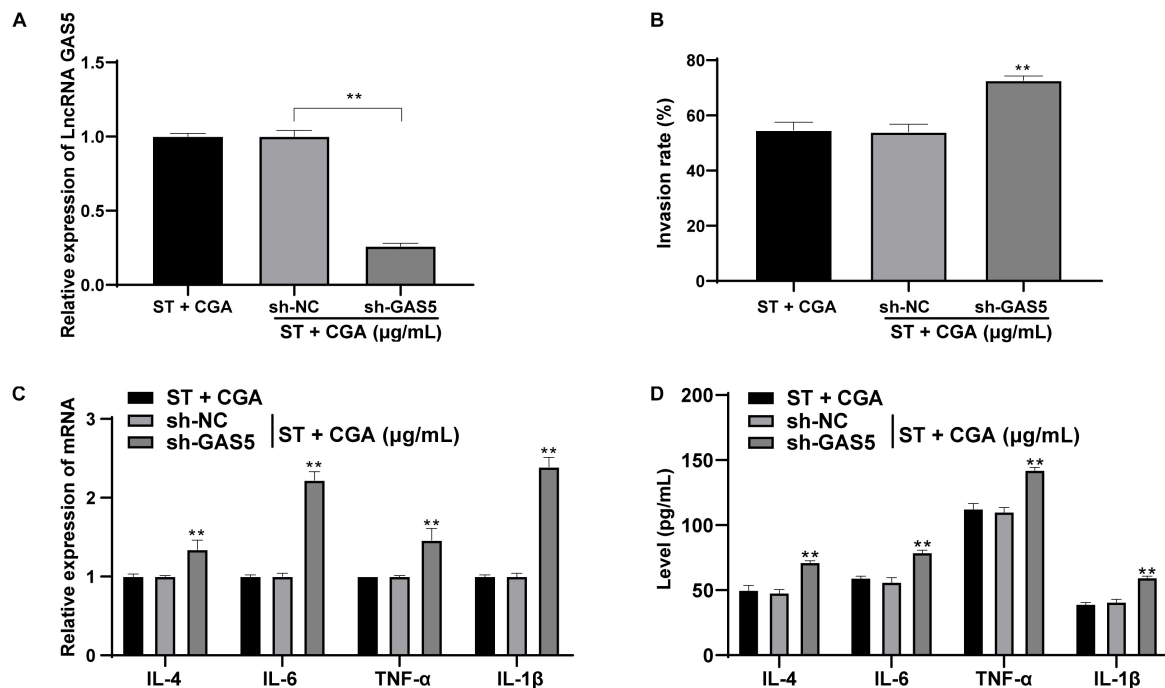 A
Relative expression of LncRNA GAS5
1.5
1.0
0.5
0.0
**
ST + CGA
sh-NC
sh-GAS5
ST + CGA (μg/mL)
B
Invasion rate (%)
80
60
40
20
0
**
ST + CGA
sh-NC
sh-GAS5
ST + CGA (μg/mL)
C
ST + CGA
sh-NC
sh-GAS5
ST + CGA (μg/mL)
Relative expression of mRNA
3
2
1
0
**
**
**
**
IL-4
IL-6
TNF-α
IL-1β
D
ST + CGA
sh-NC
sh-GAS5
ST + CGA (μg/mL)
Level (pg/mL)
200
150
100
50
0
**
**
**
**
IL-4
IL-6
TNF-α
IL-1β